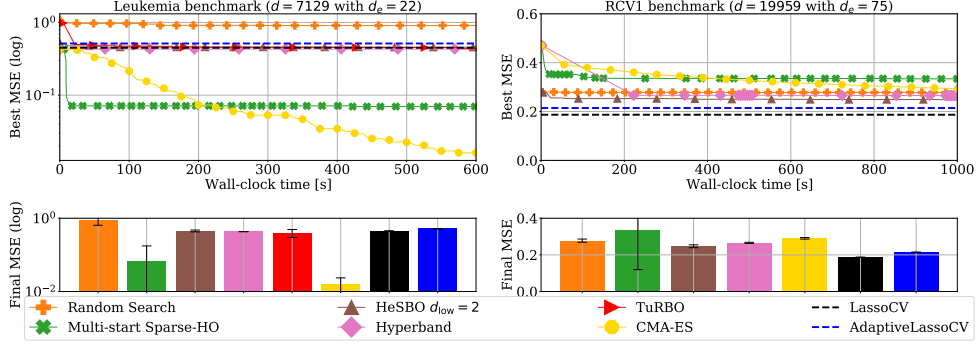 Leukemia benchmark (d = 7129 with d_e = 22)
RCV1 benchmark (d = 19959 with d_e = 75)
Best MSE (log)
10^0
10^−1
0 100 200 300 400 500 600
Wall-clock time [s]
Best MSE
0.6
0.4
0.2
0.0
0 200 400 600 800 1000
Wall-clock time [s]
Final MSE (log)
10^0
10^−2
Final MSE
0.4
0.2
0.0
Random Search
Multi-start Sparse-HO
HeSBO d_low = 2
Hyperband
TuRBO
CMA-ES
LassoCV
AdaptiveLassoCV